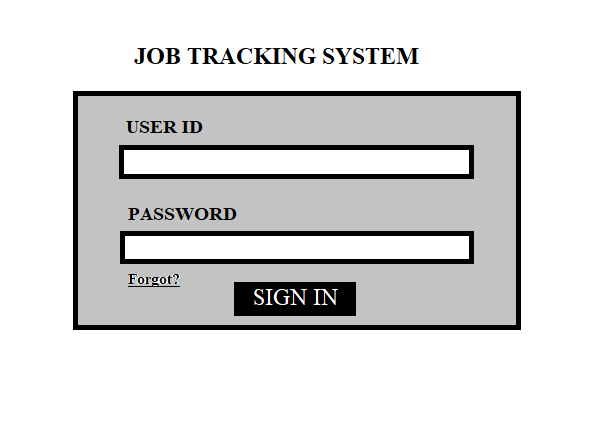 JOB TRACKING SYSTEM
USER ID
PASSWORD
Forgot?
SIGN IN